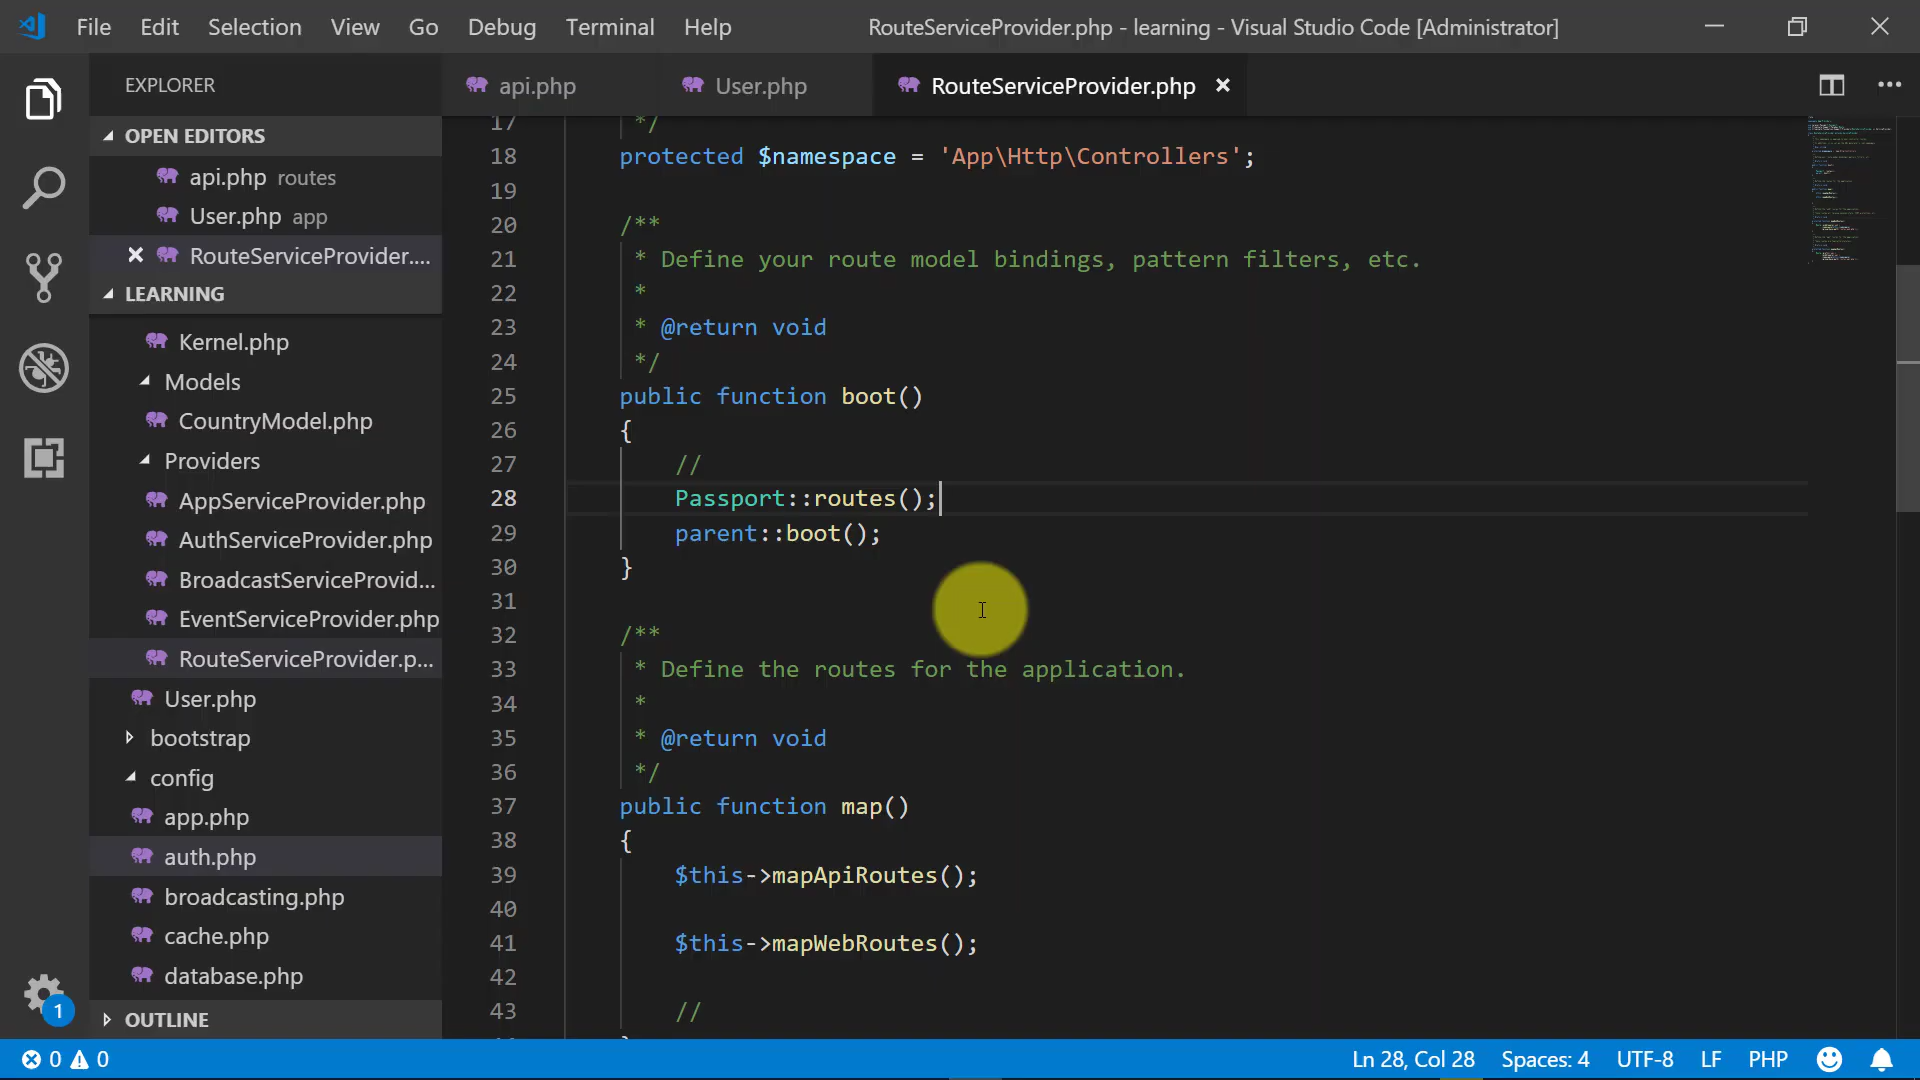 File Edit Selection View Go Debug Terminal Help RouteServiceProvider.php - learning - Visual Studio Code [Administrator]
EXPLORER
OPEN EDITORS
api.php routes
User.php app
RouteServiceProvider....
LEARNING
Kernel.php
Models
CountryModel.php
Providers
AppServiceProvider.php
AuthServiceProvider.php
BroadcastServiceProvid...
EventServiceProvider.php
RouteServiceProvider.p...
User.php
bootstrap
config
app.php
auth.php
broadcasting.php
cache.php
database.php
OUTLINE
1
api.php User.php RouteServiceProvider.php
17 */
18 protected $namespace = 'App\Http\Controllers';
19
20 /**
21 * Define your route model bindings, pattern filters, etc.
22 *
23 * @return void
24 */
25 public function boot()
26 {
27 //
28 Passport::routes();
29 parent::boot();
30 }
31
32 /**
33 * Define the routes for the application.
34 *
35 * @return void
36 */
37 public function map()
38 {
39 $this->mapApiRoutes();
40
41 $this->mapWebRoutes();
42
43 //
0 0 Ln 28, Col 28 Spaces: 4 UTF-8 LF PHP